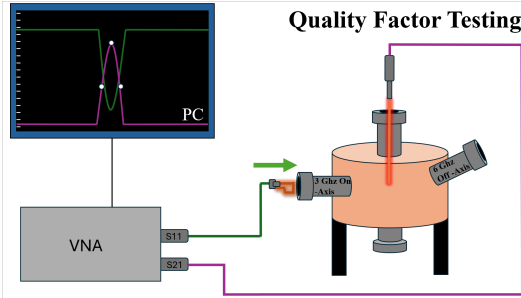 Quality Factor Testing
PC
3 Ghz On
-Axis
6 Ghz
Off -Axis
S11
VNA
S21